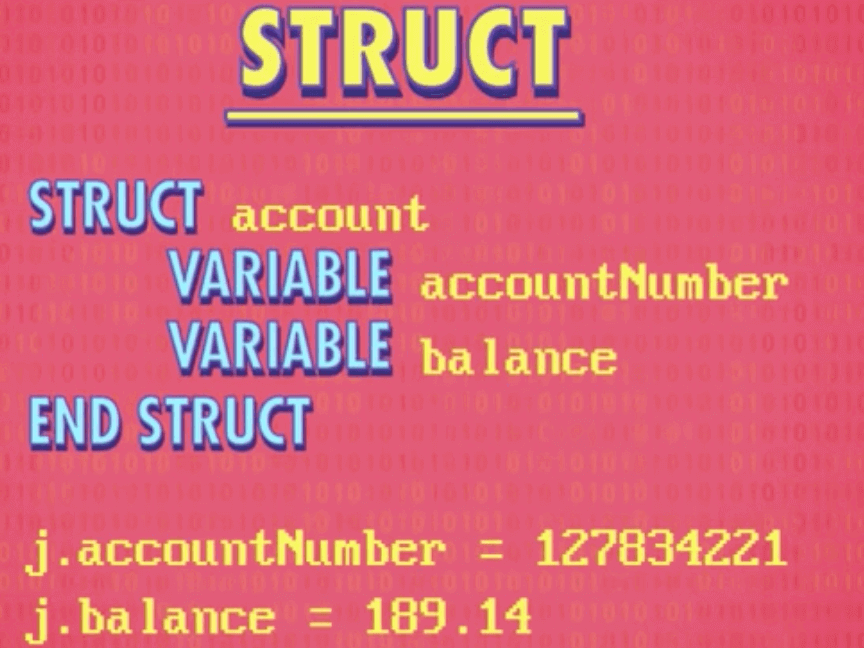 STRUCT
STRUCT account
VARIABLE accountNumber
VARIABLE balance
END STRUCT
j.accountNumber = 127834221
j.balance = 189.14